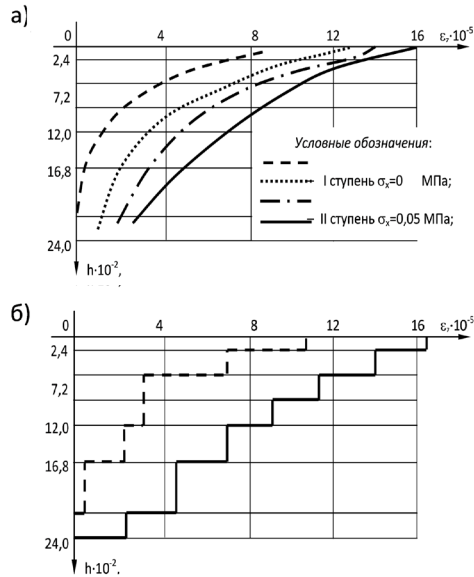 а)
0 4 8 12 16 ε, ·10⁻⁵
2,4
7,2
12,0
16,8
24,0
h·10⁻²,
Условные обозначения:
I ступень σₓ=0 МПа;
II ступень σₓ=0,05 МПа;
б)
0 4 8 12 16 ε, ·10⁻⁵
2,4
7,2
12,0
16,8
24,0
h·10⁻².